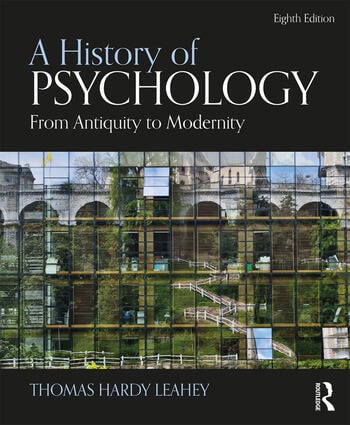 Eighth Edition
A History of
PSYCHOLOGY
From Antiquity to Modernity
THOMAS HARDY LEAHEY
R
ROUTLEDGE